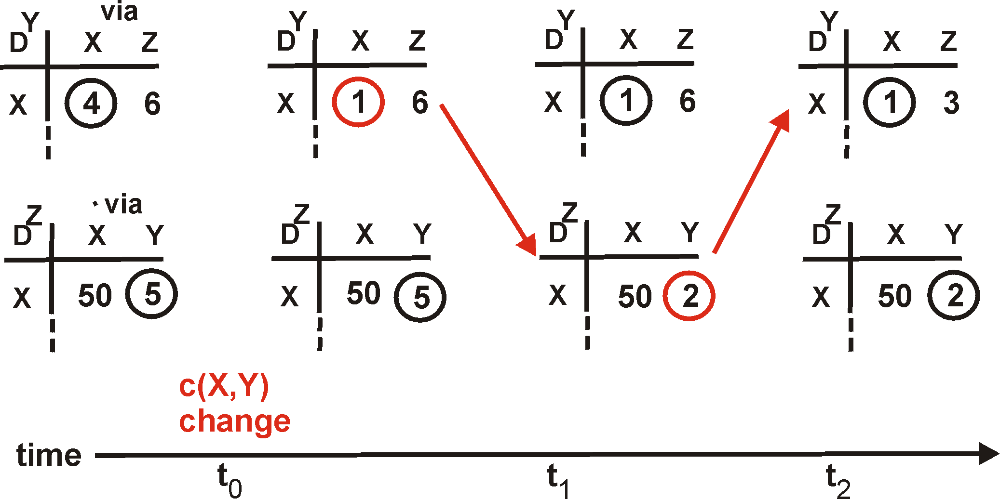 via
D^Y X Z
X 4 6
D^Y X Z
X 1 6
D^Y X Z
X 1 6
D^Y X Z
X 1 3
· via
D^Z X Y
X 50 5
D^Z X Y
X 50 5
D^Z X Y
X 50 2
D^Z X Y
X 50 2
c(X,Y)
change
time
t0 t1 t2